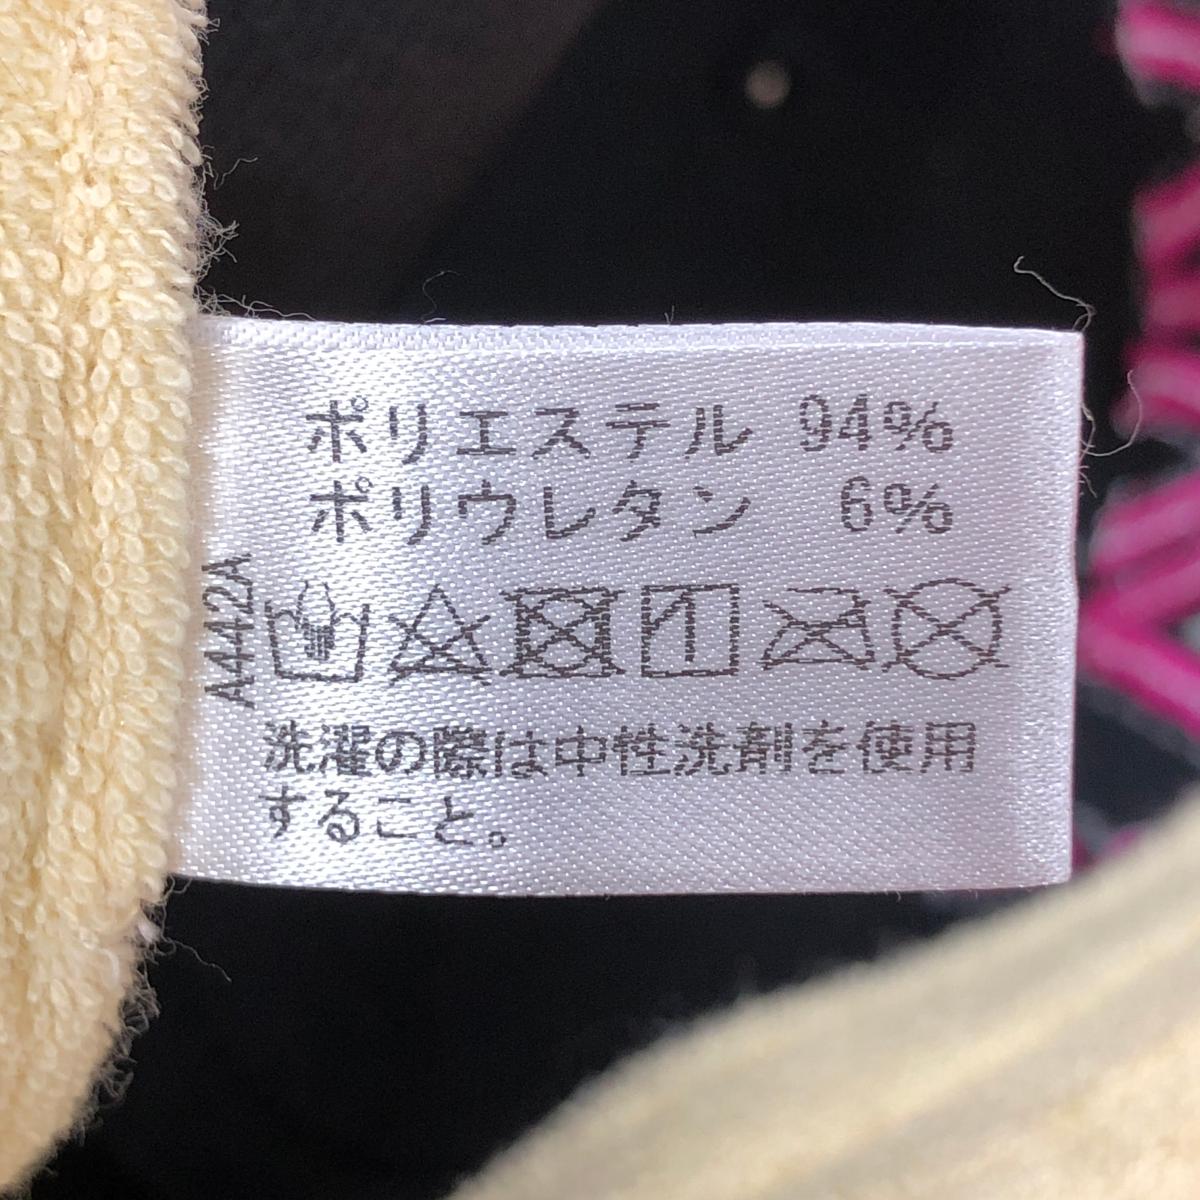 ポリエステル 94%
ポリウレタン 6%
A442A
洗濯の際は中性洗剤を使用
すること。